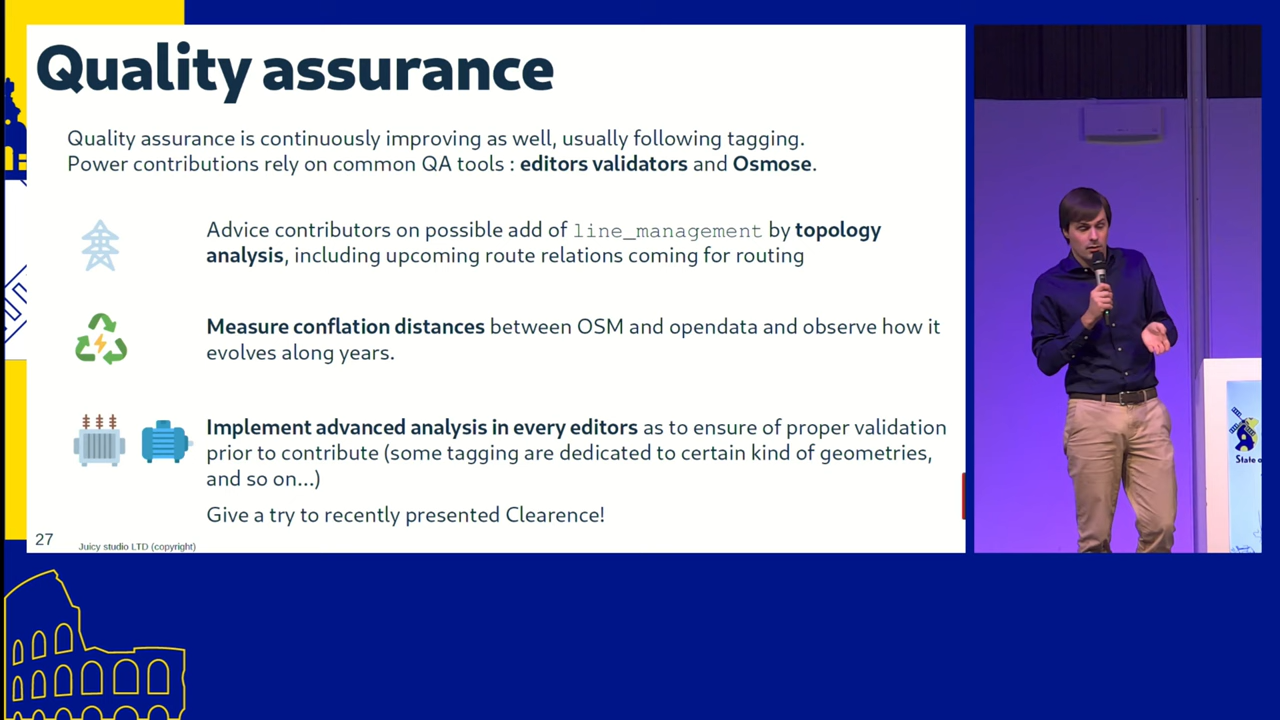 Quality assurance
Quality assurance is continuously improving as well, usually following tagging.
Power contributions rely on common QA tools : editors validators and Osmose.
Advice contributors on possible add of line_management by topology
analysis, including upcoming route relations coming for routing
Measure conflation distances between OSM and opendata and observe how it
evolves along years.
Implement advanced analysis in every editors as to ensure of proper validation
prior to contribute (some tagging are dedicated to certain kind of geometries,
and so on...)
Give a try to recently presented Clearence!
27
Juicy studio LTD (copyright)
State o